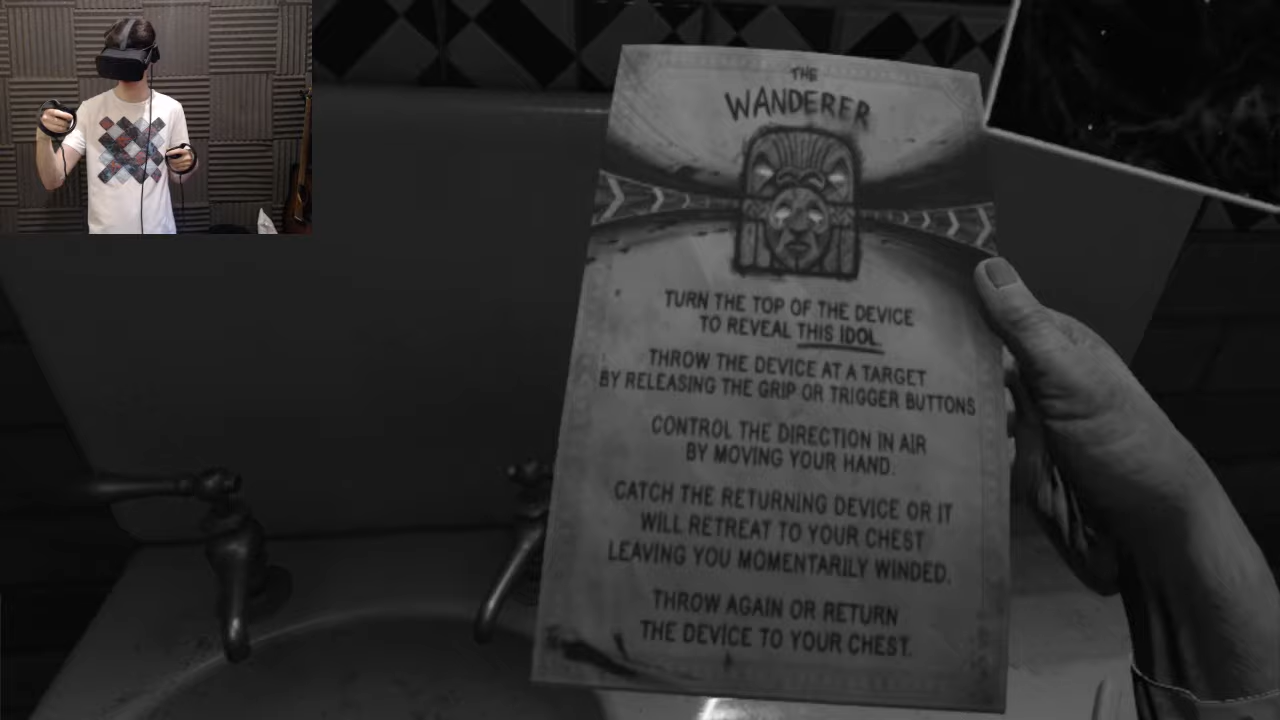 THE
WANDERER
TURN THE TOP OF THE DEVICE
TO REVEAL THIS IDOL.
THROW THE DEVICE AT A TARGET
BY RELEASING THE GRIP OR TRIGGER BUTTONS
CONTROL THE DIRECTION IN AIR
BY MOVING YOUR HAND.
CATCH THE RETURNING DEVICE OR IT
WILL RETREAT TO YOUR CHEST
LEAVING YOU MOMENTARILY WINDED.
THROW AGAIN OR RETURN
THE DEVICE TO YOUR CHEST.